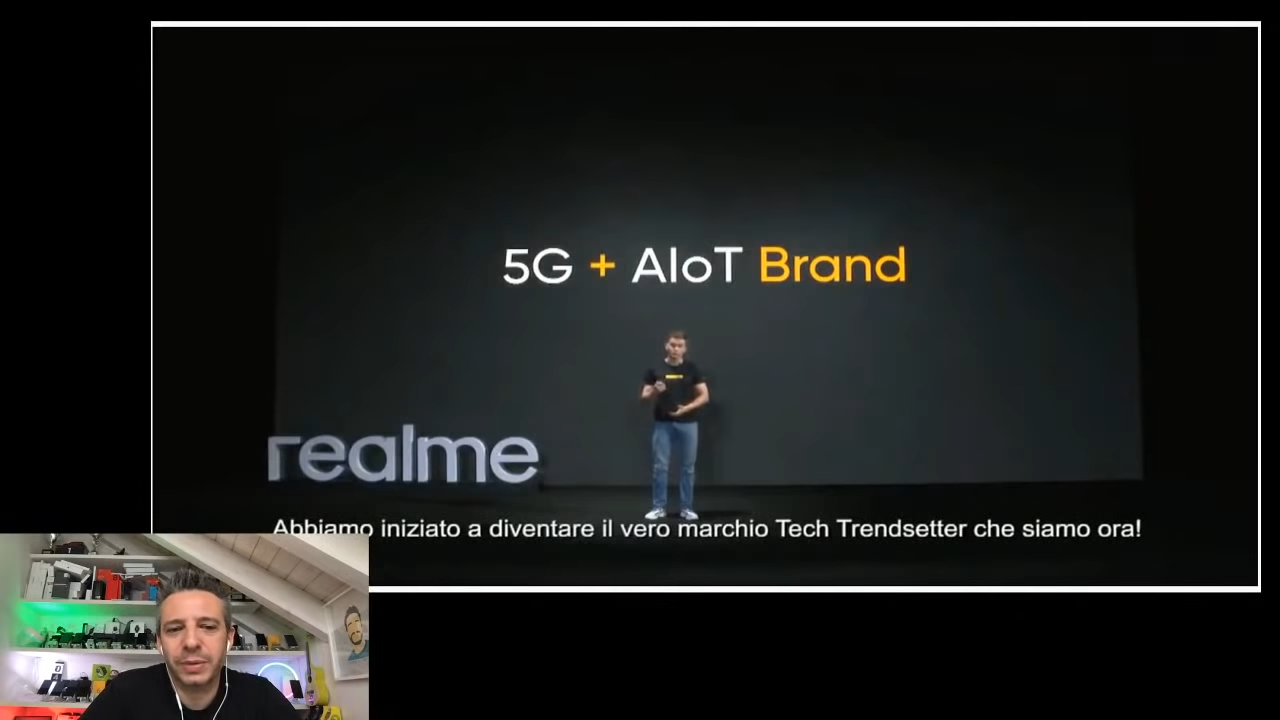 5G + AIoT Brand
realme
Abbiamo iniziato a diventare il vero marchio Tech Trendsetter che siamo ora!